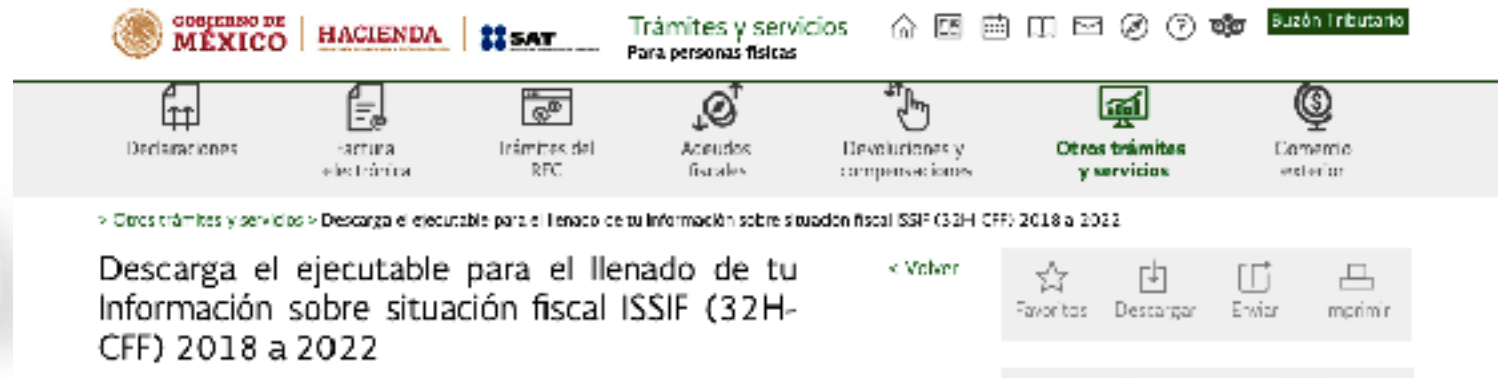 GOBIERNO DE
MÉXICO
HACIENDA
SAT
Trámites y servicios
Para personas físicas
Buzón Tributario
Declaraciones
Factura
electrónica
Trámites del
RFC
Adeudos
fiscales
Devoluciones y
compensaciones
Otros trámites
y servicios
Comercio
exterior
> Otros trámites y servicios > Descarga el ejecutable para el llenado de tu Información sobre situación fiscal ISSIF (32H-CFF) 2018 a 2022
Descarga el ejecutable para el llenado de tu
Información sobre situación fiscal ISSIF (32H-
CFF) 2018 a 2022
< Volver
Favoritos
Descargar
Enviar
Imprimir